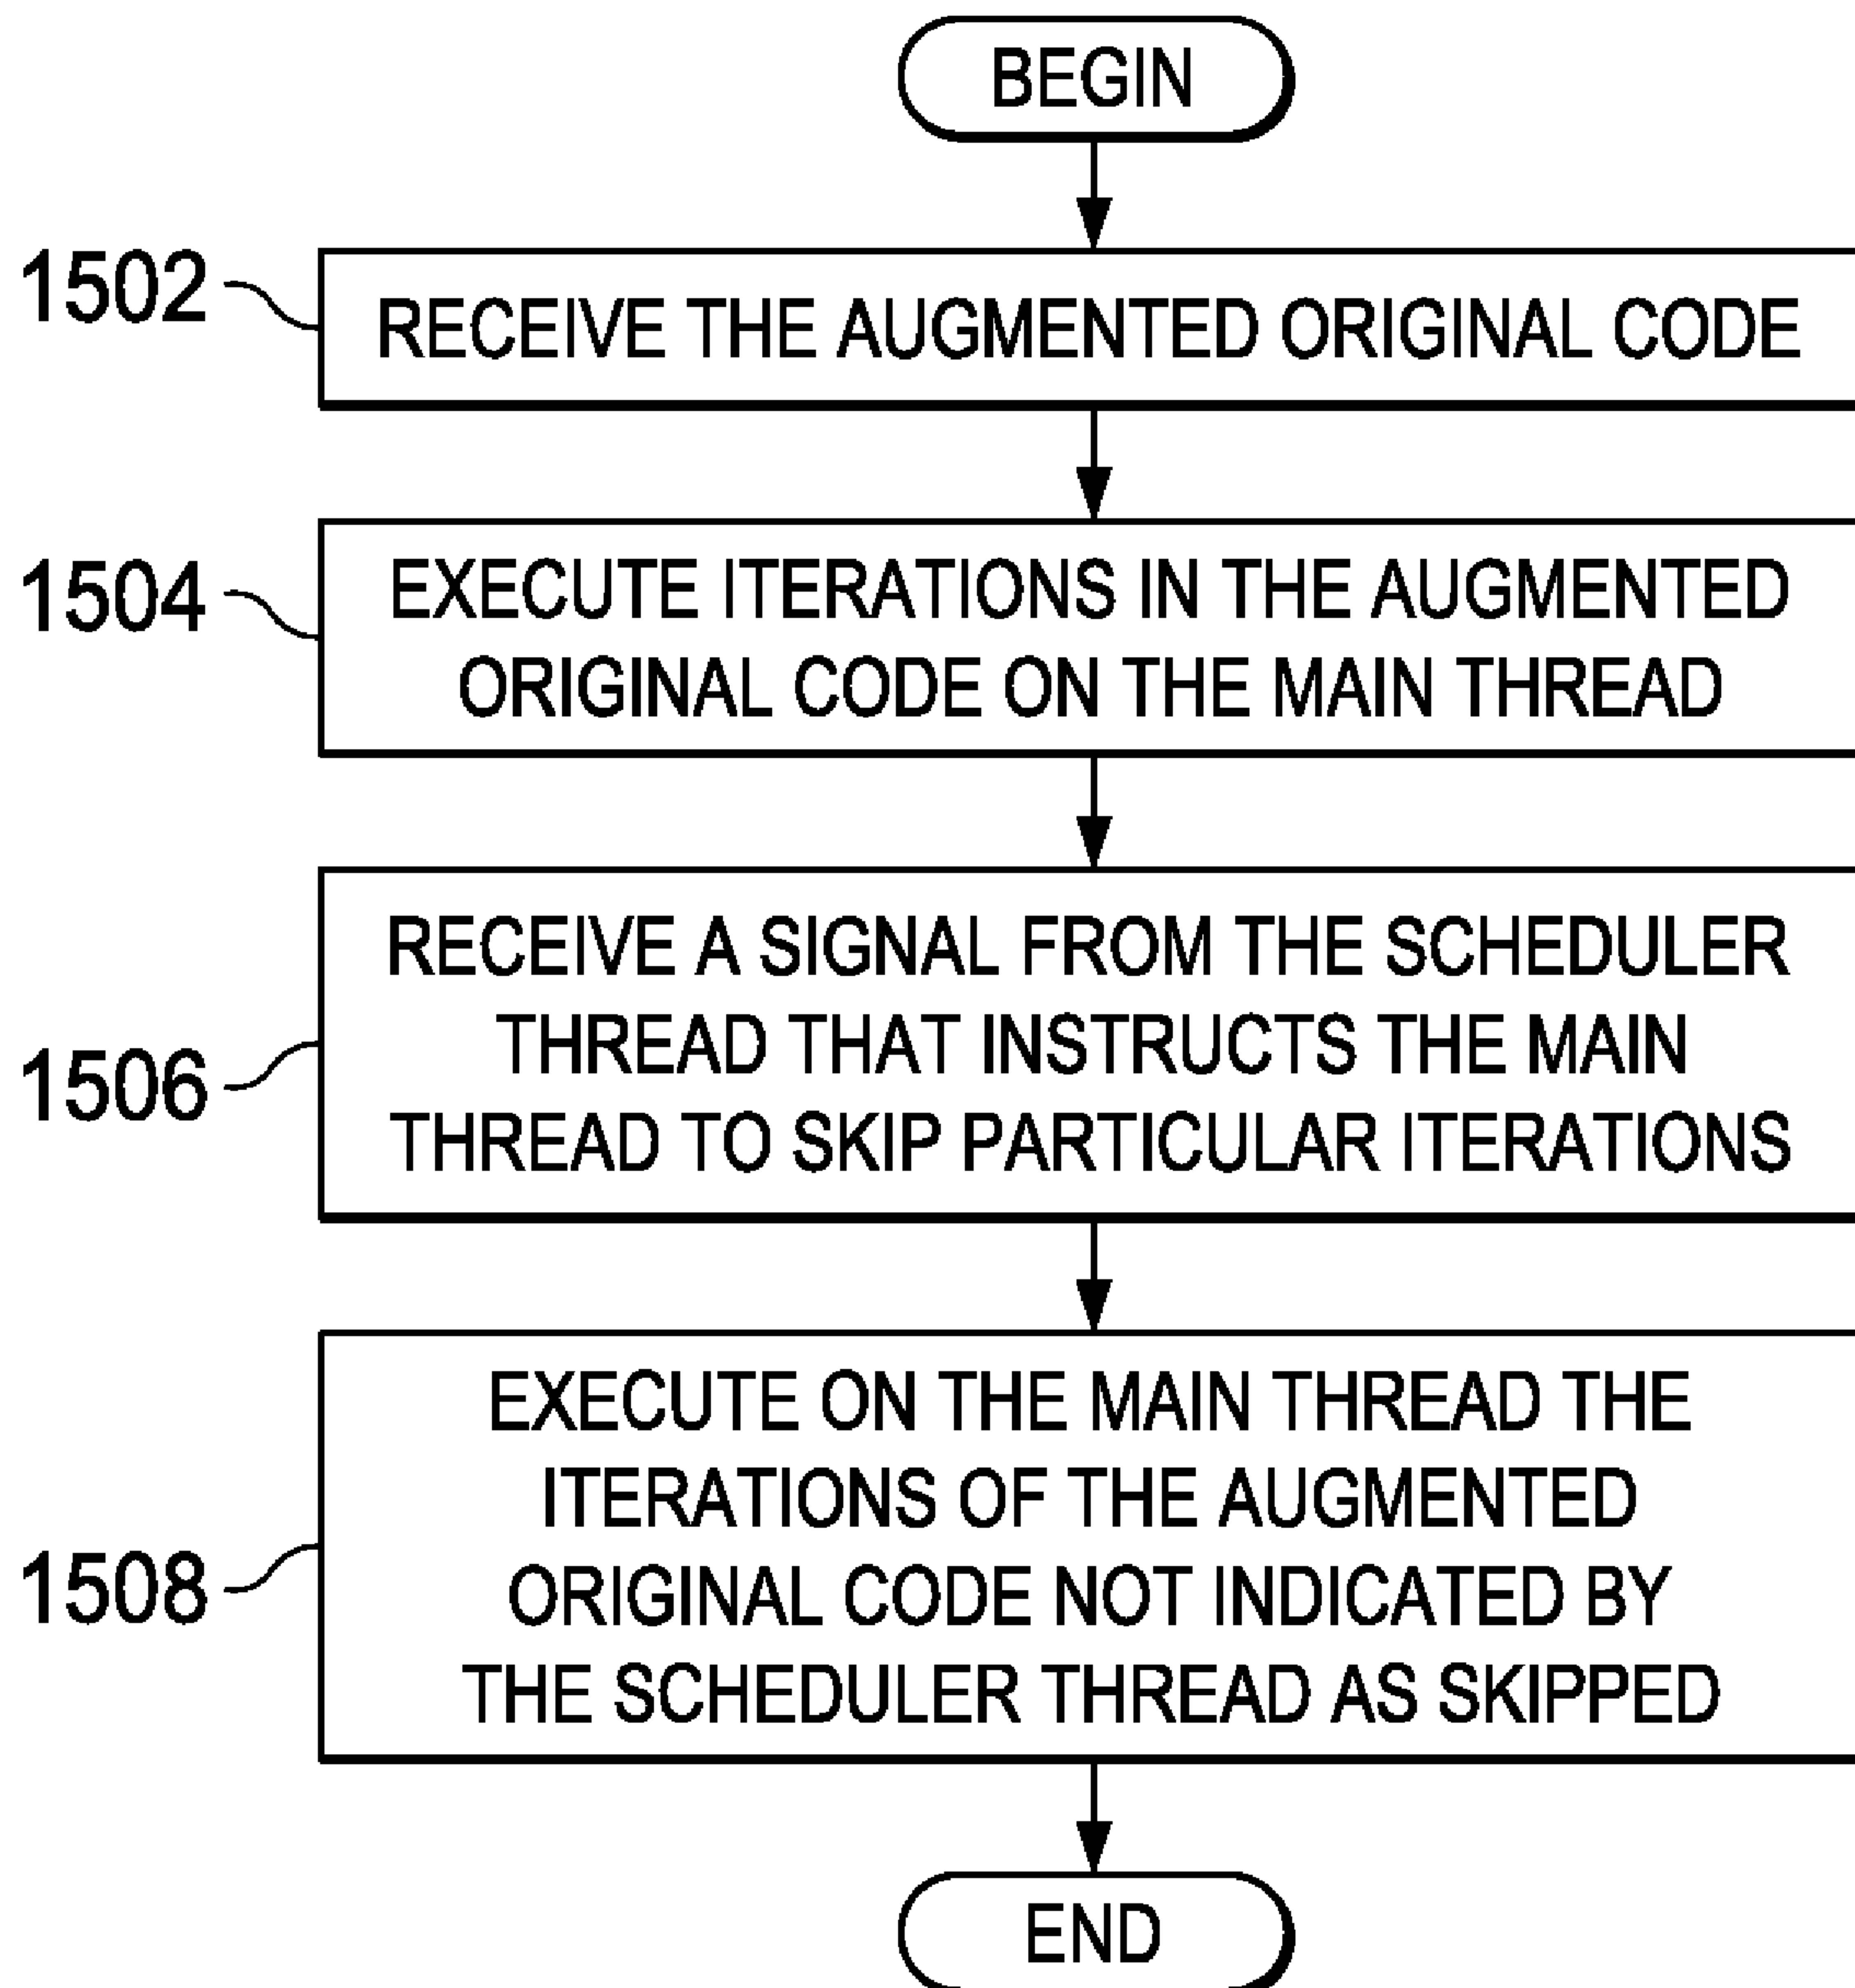 BEGIN
1502
RECEIVE THE AUGMENTED ORIGINAL CODE
1504
EXECUTE ITERATIONS IN THE AUGMENTED
ORIGINAL CODE ON THE MAIN THREAD
1506
RECEIVE A SIGNAL FROM THE SCHEDULER
THREAD THAT INSTRUCTS THE MAIN
THREAD TO SKIP PARTICULAR ITERATIONS
1508
EXECUTE ON THE MAIN THREAD THE
ITERATIONS OF THE AUGMENTED
ORIGINAL CODE NOT INDICATED BY
THE SCHEDULER THREAD AS SKIPPED
END